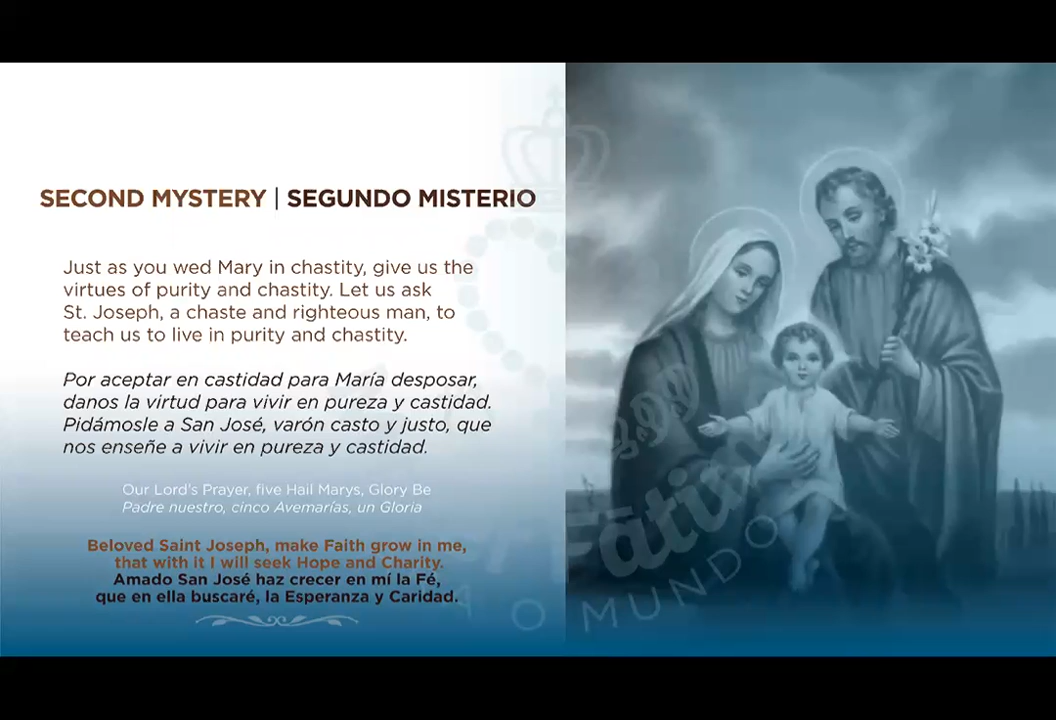 SECOND MYSTERY | SEGUNDO MISTERIO
Just as you wed Mary in chastity, give us the
virtues of purity and chastity. Let us ask
St. Joseph, a chaste and righteous man, to
teach us to live in purity and chastity.
Por aceptar en castidad para María desposar,
danos la virtud para vivir en pureza y castidad.
Pidámosle a San José, varón casto y justo, que
nos enseñe a vivir en pureza y castidad.
Our Lord's Prayer, five Hail Marys, Glory Be
Padre nuestro, cinco Avemarías, un Gloria
Beloved Saint Joseph, make Faith grow in me,
that with it I will seek Hope and Charity.
Amado San José haz crecer en mí la Fé,
que en ella buscaré, la Esperanza y Caridad.
O MUNDO